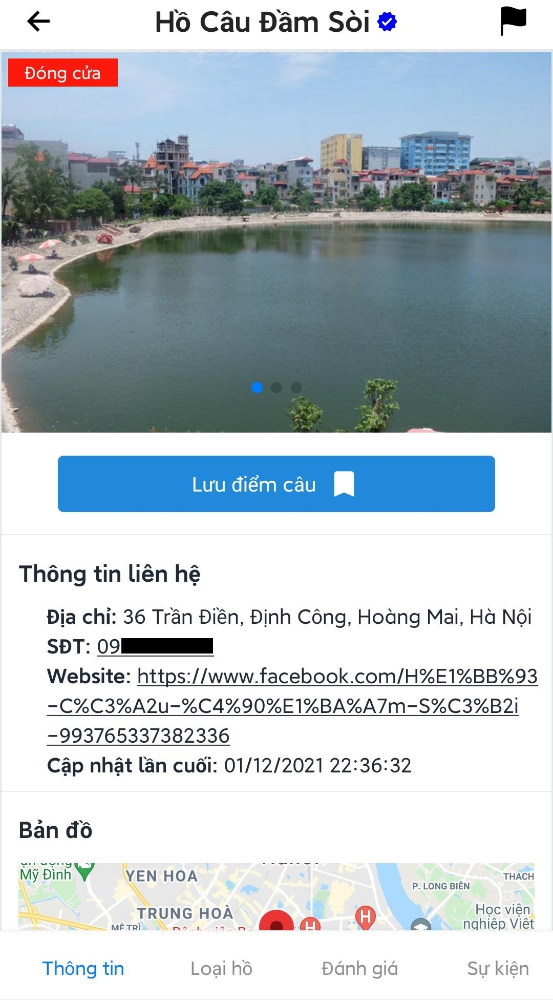 Hồ Câu Đầm Sòi
Đóng cửa
Lưu điểm câu
Thông tin liên hệ
Địa chỉ: 36 Trần Điền, Định Công, Hoàng Mai, Hà Nội
SĐT: 09
Website: https://www.facebook.com/H%E1%BB%93
-C%C3%A2u-%C4%90%E1%BA%A7m-S%C3%B2i
-993765337382336
Cập nhật lần cuối: 01/12/2021 22:36:32
Bản đồ
Mỹ Đình
YEN HOA
THACH
P. LONG BIÊN
TRUNG HOÀ
H
Học viện
nghiệp Việt
MỄ TRÌ
H
Thông tin
Loại hồ
Đánh giá
Sự kiện